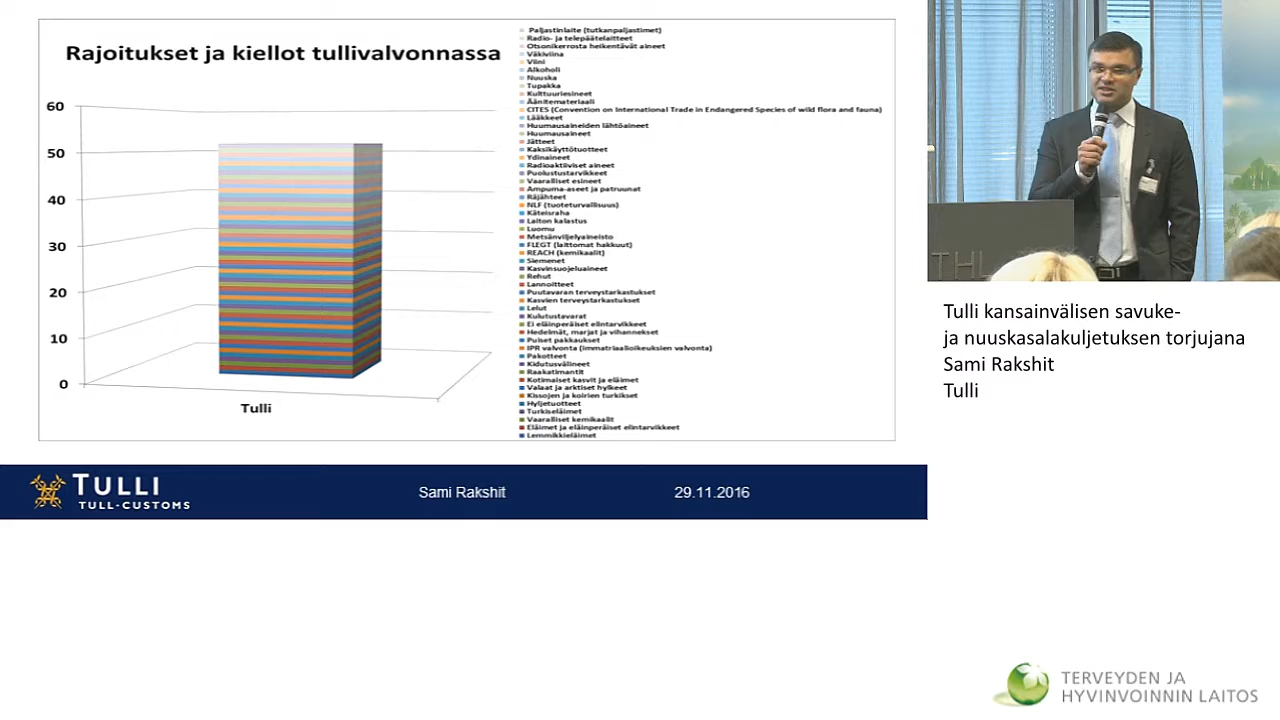 Rajoitukset ja kiellot tullivalvonnassa
60
50
40
30
20
10
0
Tulli
Paljastinlaite (tutkanpaljastimet)
Radio- ja telepäätelaitteet
Otsonikerrosta heikentävät aineet
Väkiviina
Viini
Alkoholi
Nuuska
Tupakka
Kulttuuriesineet
Äänitemateriaali
CITES (Convention on International Trade in Endangered Species of wild flora and fauna)
Lääkkeet
Huumausaineiden lähtöaineet
Huumausaineet
Jätteet
Kaksikäyttötuotteet
Ydinaineet
Radioaktiiviset aineet
Puolustustarvikkeet
Vaaralliset esineet
Ampuma-aseet ja patruunat
Räjähteet
NLF (tuoteturvallisuus)
Käteisraha
Laiton kalastus
Luomu
Metsänviljelyaineisto
FLEGT (laittomat hakkuut)
REACH (kemikaalit)
Siemenet
Kasvinsuojeluaineet
Rehut
Lannoitteet
Puutavaran terveystarkastukset
Kasvien terveystarkastukset
Lelut
Kulutustavarat
Ei eläinperäiset elintarvikkeet
Hedelmät, marjat ja vihannekset
Puiset pakkaukset
IPR valvonta (immatriaalioikeuksien valvonta)
Pakotteet
Kidutusvälineet
Raakatimantit
Kotimaiset kasvit ja eläimet
Valaat ja arktiset hylkeet
Kissojen ja koirien turkikset
Hyljetuotteet
Turkiseläimet
Vaaralliset kemikaalit
Eläimet ja eläinperäiset elintarvikkeet
Lemmikkieläimet
TULLI
TULL·CUSTOMS
Sami Rakshit
29.11.2016
THL
Tulli kansainvälisen savuke-
ja nuuskasalakuljetuksen torjujana
Sami Rakshit
Tulli
TERVEYDEN JA
HYVINVOINNIN LAITOS